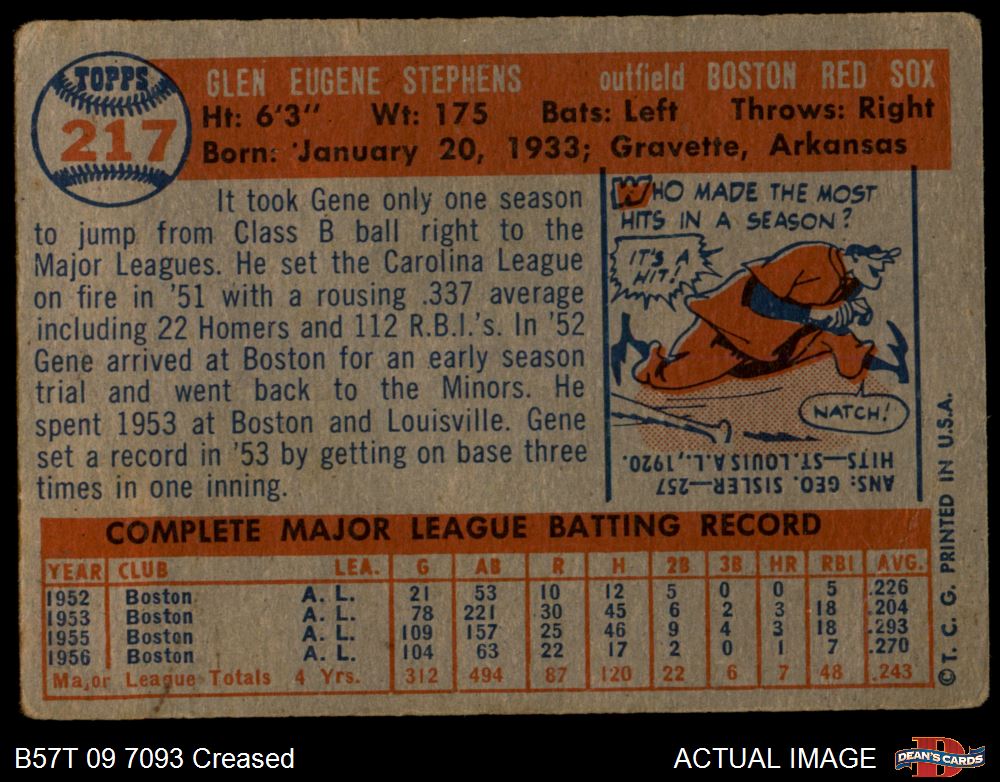 TOPPS
217
GLEN EUGENE STEPHENS outfield BOSTON RED SOX
Ht: 6'3" Wt: 175 Bats: Left Throws: Right
Born: January 20, 1933; Gravette, Arkansas
It took Gene only one season
to jump from Class B ball right to the
Major Leagues. He set the Carolina League
on fire in '51 with a rousing .337 average
including 22 Homers and 112 R.B.I.'s. In '52
Gene arrived at Boston for an early season
trial and went back to the Minors. He
spent 1953 at Boston and Louisville. Gene
set a record in '53 by getting on base three
times in one inning.
WHO MADE THE MOST
HITS IN A SEASON?
IT'S A
HIT!
NATCH!
ANS: GEO. SISLER—257
HITS—ST. LOUIS A.L., 1920.
COMPLETE MAJOR LEAGUE BATTING RECORD
YEAR CLUB LEA. G AB R H 2B 3B HR RBI AVG.
1952 Boston A. L. 21 53 10 12 5 0 0 5 .226
1953 Boston A. L. 78 221 30 45 6 2 3 18 .204
1955 Boston A. L. 109 157 25 46 9 4 3 18 .293
1956 Boston A. L. 104 63 22 17 2 0 1 7 .270
Major League Totals 4 Yrs. 312 494 87 120 22 6 7 48 .243
© T. C. G. PRINTED IN U.S.A.
B57T 09 7093 Creased
ACTUAL IMAGE
D
DEAN'S CARDS